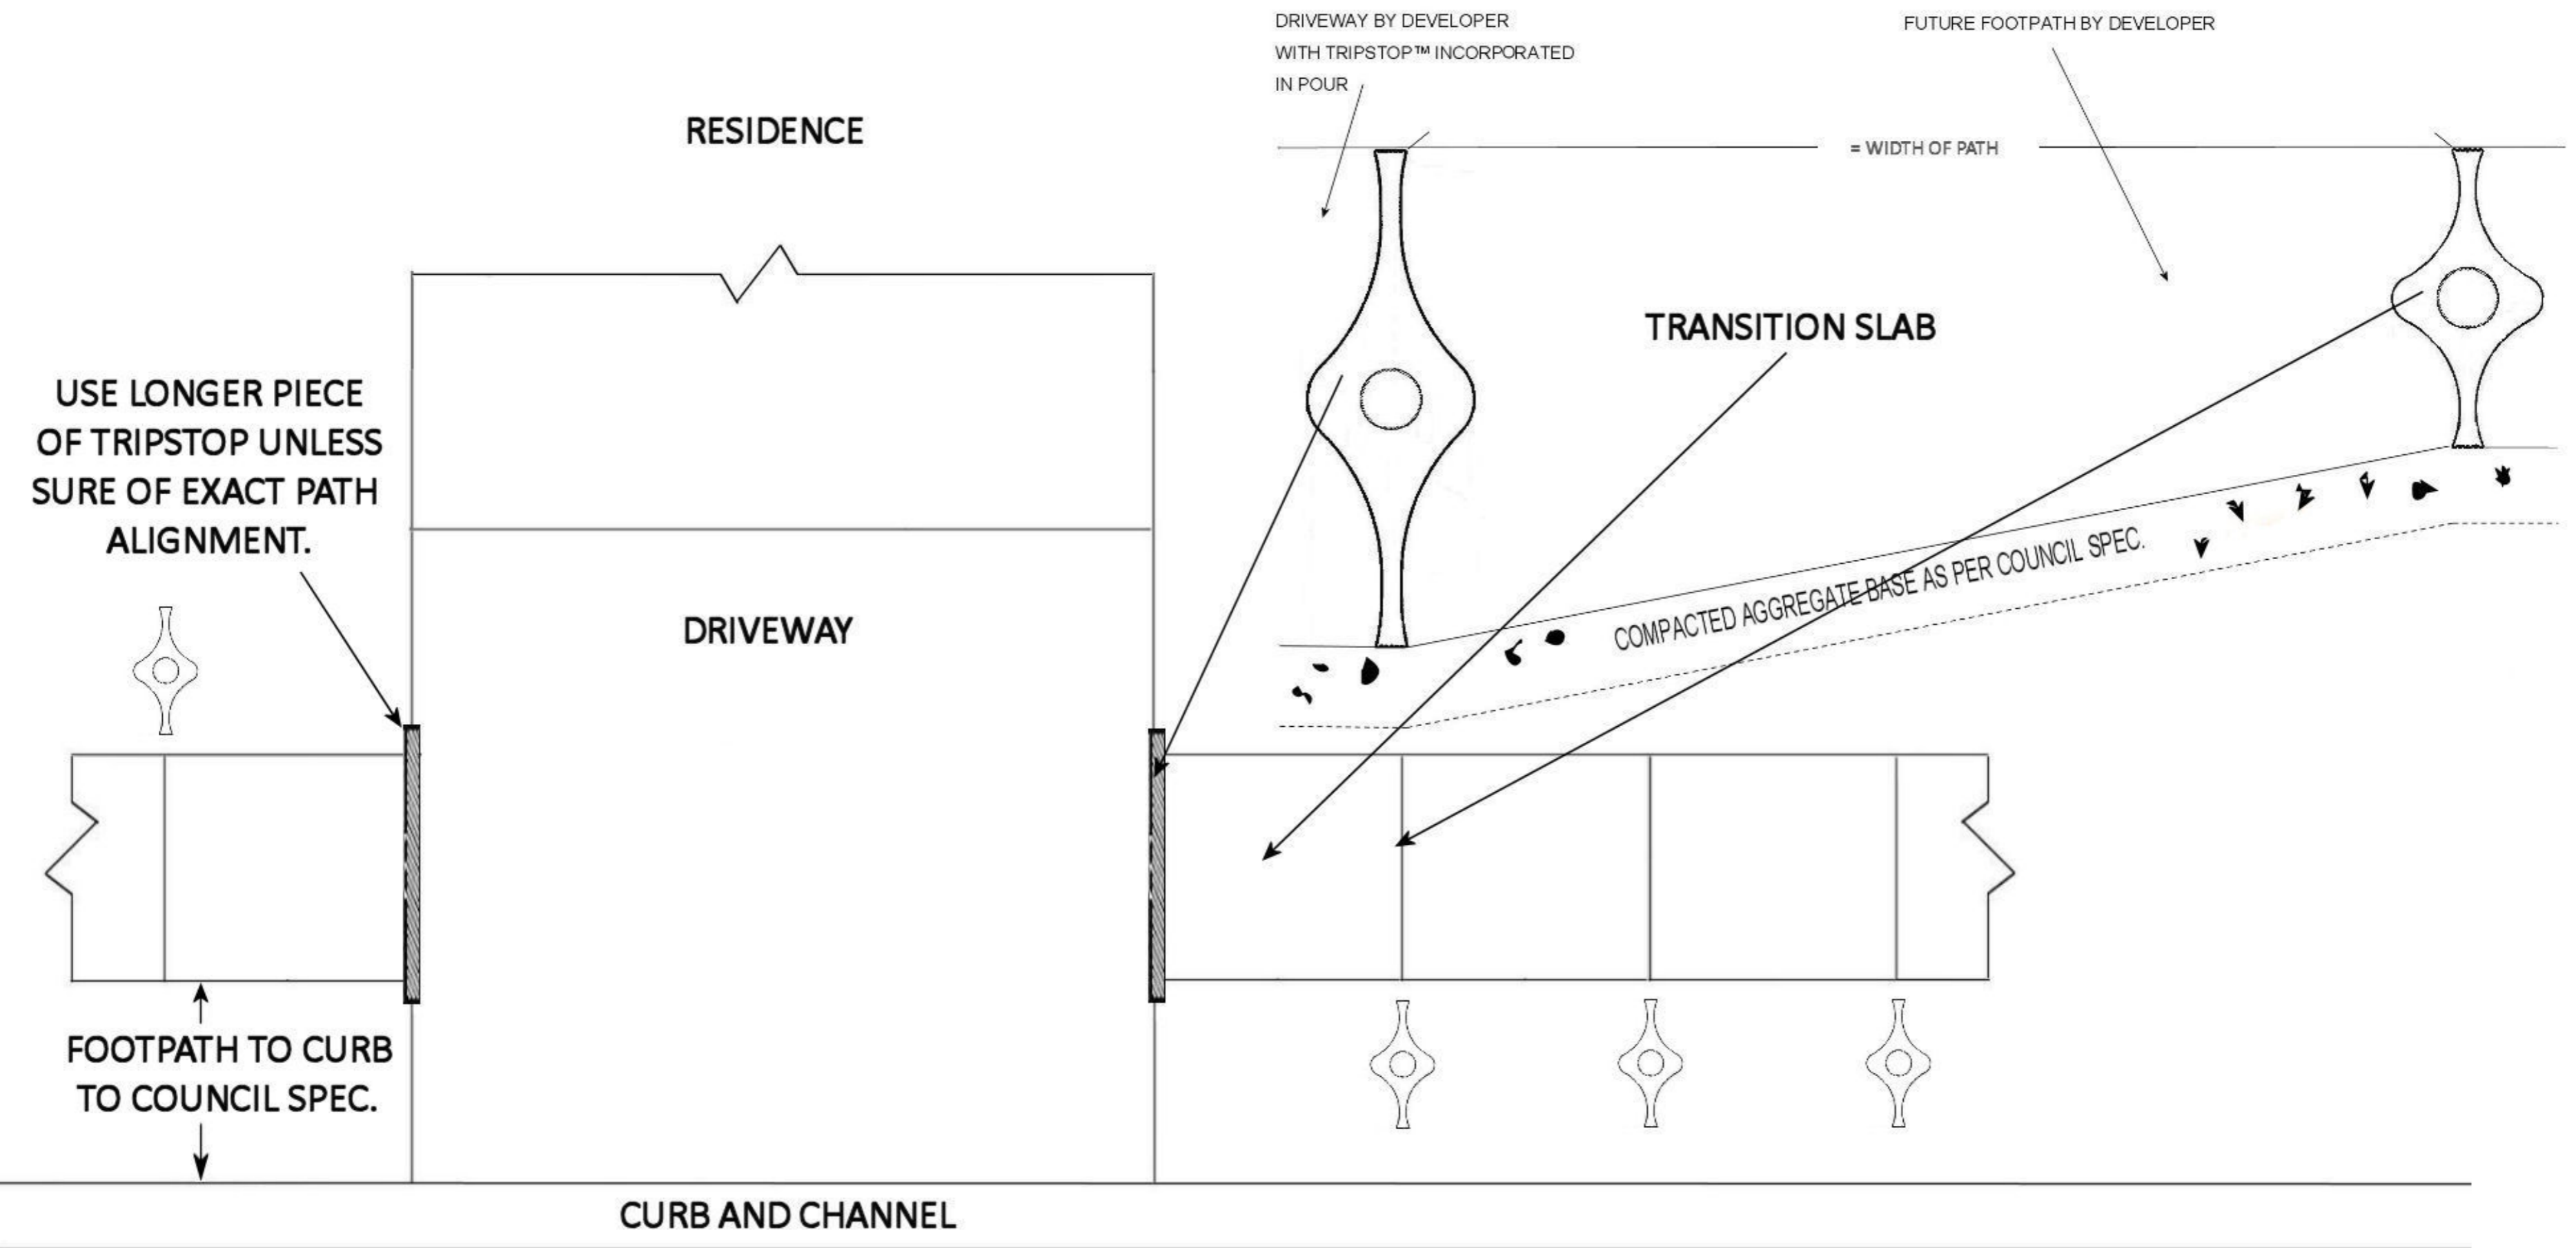 DRIVEWAY BY DEVELOPER
WITH TRIPSTOP™ INCORPORATED
IN POUR
FUTURE FOOTPATH BY DEVELOPER
= WIDTH OF PATH
RESIDENCE
TRANSITION SLAB
USE LONGER PIECE
OF TRIPSTOP UNLESS
SURE OF EXACT PATH
ALIGNMENT.
DRIVEWAY
COMPACTED AGGREGATE BASE AS PER COUNCIL SPEC.
FOOTPATH TO CURB
TO COUNCIL SPEC.
CURB AND CHANNEL